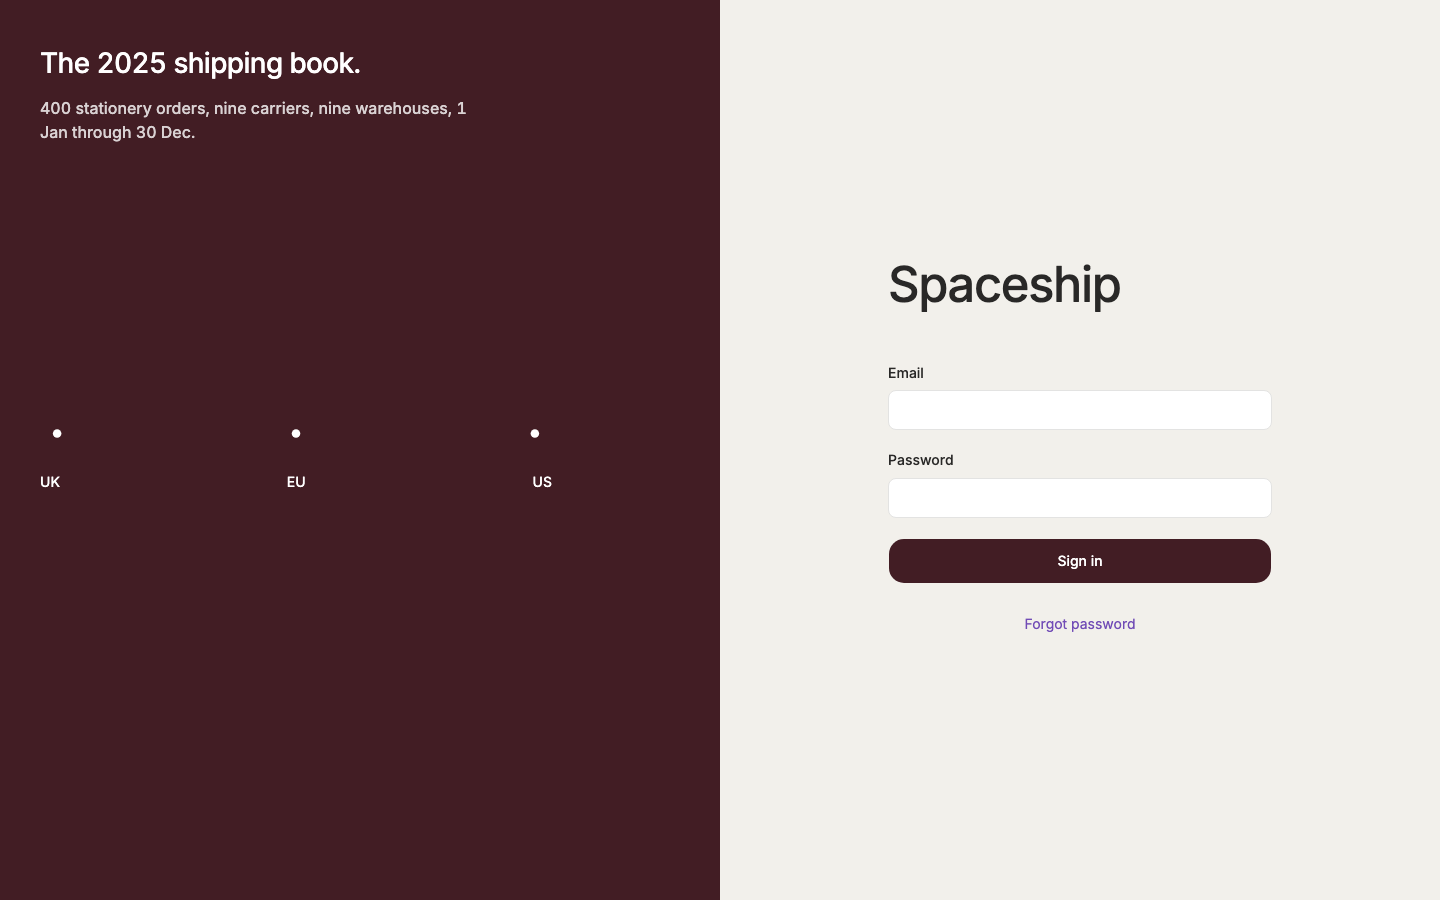 The 2025 shipping book.
400 stationery orders, nine carriers, nine warehouses, 1
Jan through 30 Dec.
UK
EU
US
Spaceship
Email
Password
Sign in
Forgot password